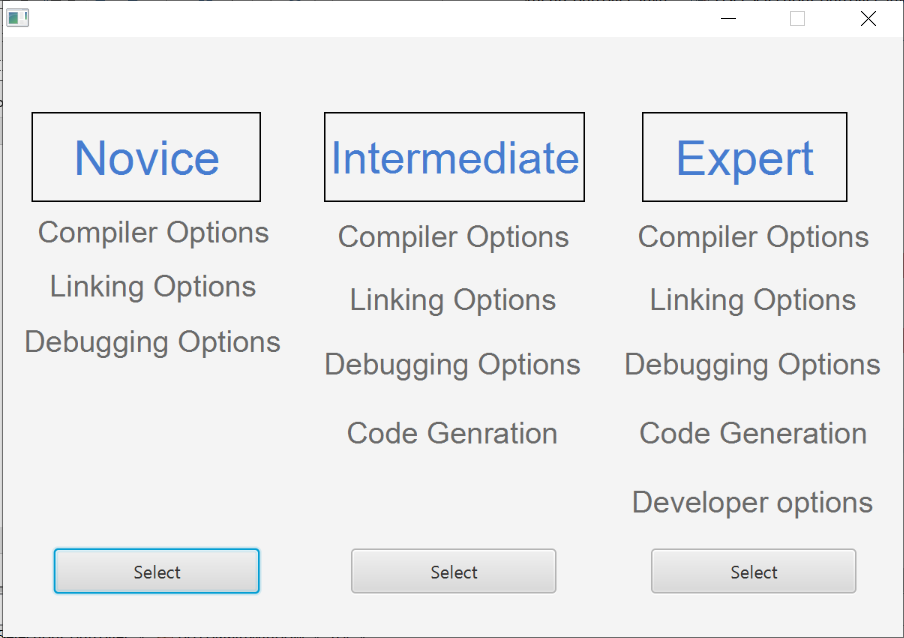 Novice
Compiler Options
Linking Options
Debugging Options
Select
Intermediate
Compiler Options
Linking Options
Debugging Options
Code Genration
Select
Expert
Compiler Options
Linking Options
Debugging Options
Code Generation
Developer options
Select